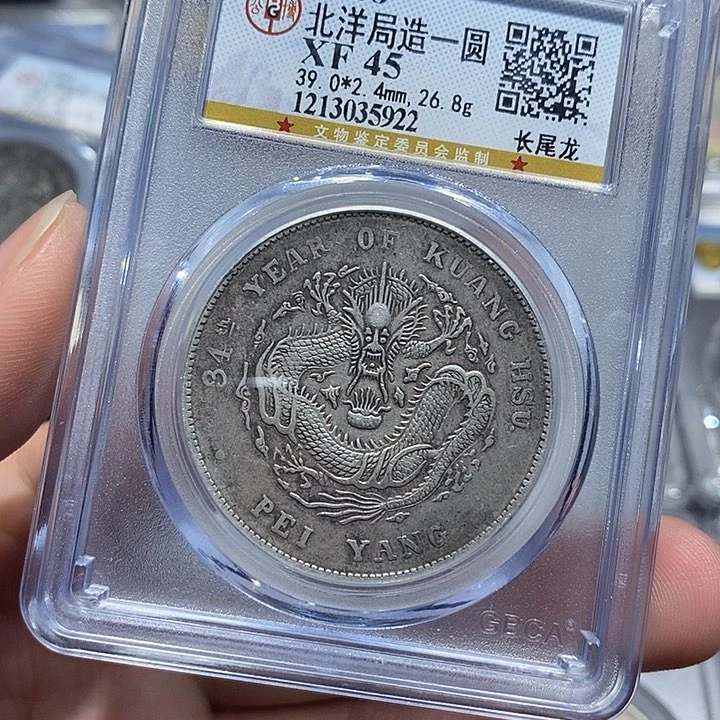 北洋局造一圆
XF 45
39.0*2.4mm,26.8g
1213035922
长尾龙
文物鉴定委员会监制
34th YEAR OF KUANG HSU.
PEI YANG
GBCA